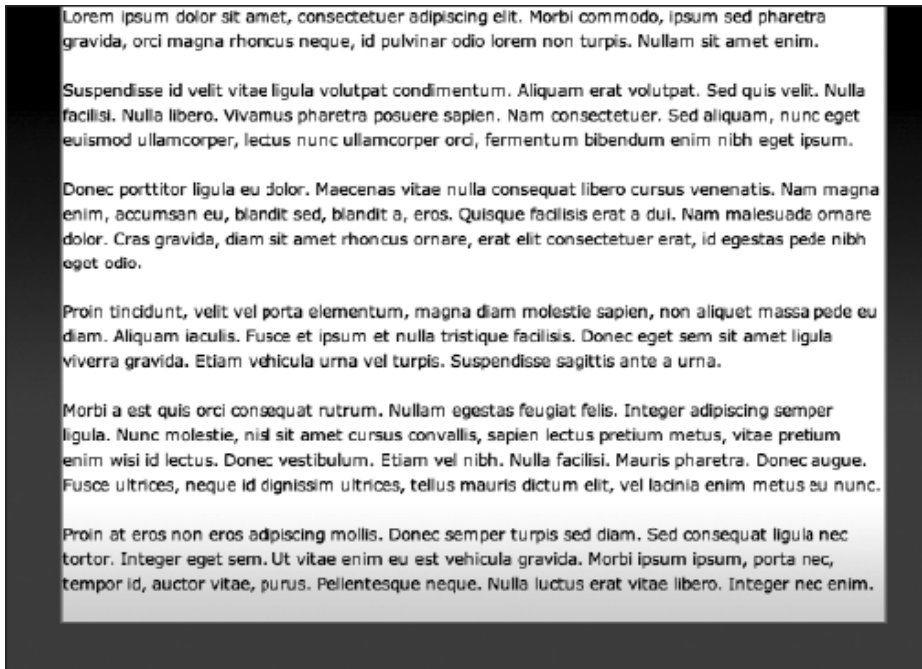 Lorem ipsum dolor sit amet, consectetuer adipiscing elit. Morbi commodo, ipsum sed pharetra
gravida, orci magna rhoncus neque, id pulvinar odio lorem non turpis. Nullam sit amet enim.
Suspendisse id velit vitae ligula volutpat condimentum. Aliquam erat volutpat. Sed quis velit. Nulla
facilisi. Nulla libero. Vivamus pharetra posuere sapien. Nam consectetuer. Sed aliquam, nunc eget
euismod ullamcorper, lectus nunc ullamcorper orci, fermentum bibendum enim nibh eget ipsum.
Donec porttitor ligula eu dolor. Maecenas vitae nulla consequat libero cursus venenatis. Nam magna
enim, accumsan eu, blandit sed, blandit a, eros. Quisque facilisis erat a dui. Nam malesuada ornare
dolor. Cras gravida, diam sit amet rhoncus ornare, erat elit consectetuer erat, id egestas pede nibh
eget odio.
Proin tincidunt, velit vel porta elementum, magna diam molestie sapien, non aliquet massa pede eu
diam. Aliquam iaculis. Fusce et ipsum et nulla tristique facilisis. Donec eget sem sit amet ligula
viverra gravida. Etiam vehicula urna vel turpis. Suspendisse sagittis ante a urna.
Morbi a est quis orci consequat rutrum. Nullam egestas feugiat felis. Integer adipiscing semper
ligula. Nunc molestie, nisl sit amet cursus convallis, sapien lectus pretium metus, vitae pretium
enim wisi id lectus. Donec vestibulum. Etiam vel nibh. Nulla facilisi. Mauris pharetra. Donec augue.
Fusce ultrices, neque id dignissim ultrices, tellus mauris dictum elit, vel lacinia enim metus eu nunc.
Proin at eros non eros adipiscing mollis. Donec semper turpis sed diam. Sed consequat ligula nec
tortor. Integer eget sem. Ut vitae enim eu est vehicula gravida. Morbi ipsum ipsum, porta nec,
tempor id, auctor vitae, purus. Pellentesque neque. Nulla luctus erat vitae libero. Integer nec enim.